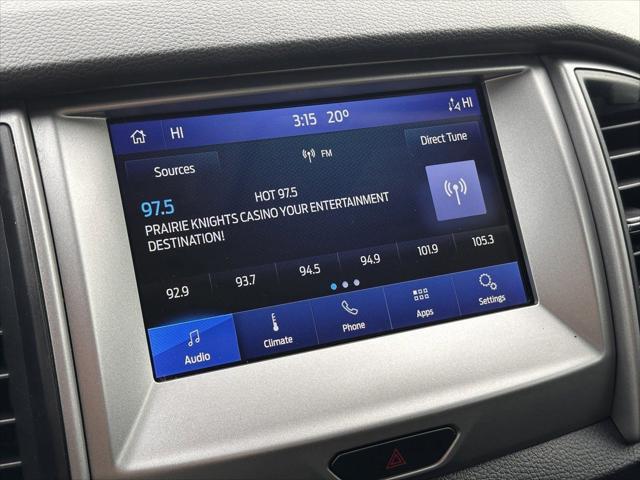 HI 3:15 20° HI
FM
Sources
Direct Tune
97.5
HOT 97.5
PRAIRIE KNIGHTS CASINO YOUR ENTERTAINMENT
DESTINATION!
92.9 93.7 94.5 94.9 101.9 105.3
Audio Climate Phone Apps Settings